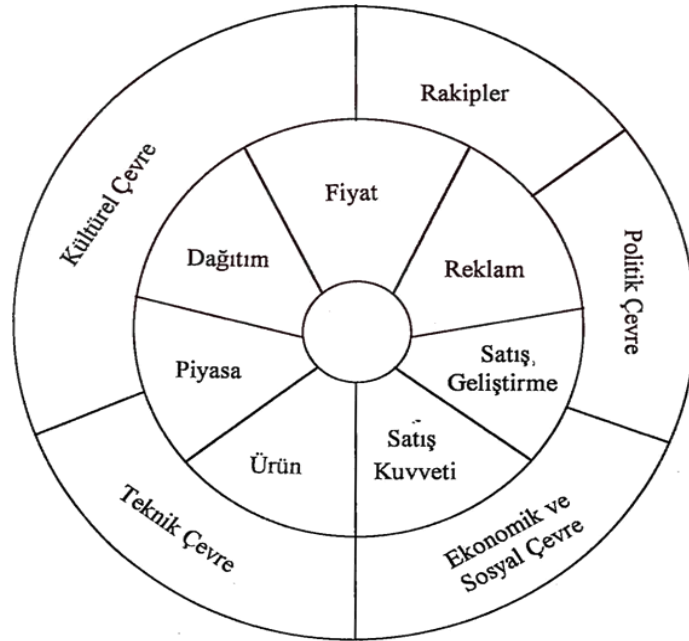 Rakipler
Politik Çevre
Ekonomik ve
Sosyal Çevre
Teknik Çevre
Kültürel Çevre
Fiyat
Reklam
Satış
Geliştirme
Satış
Kuvveti
Ürün
Piyasa
Dağıtım